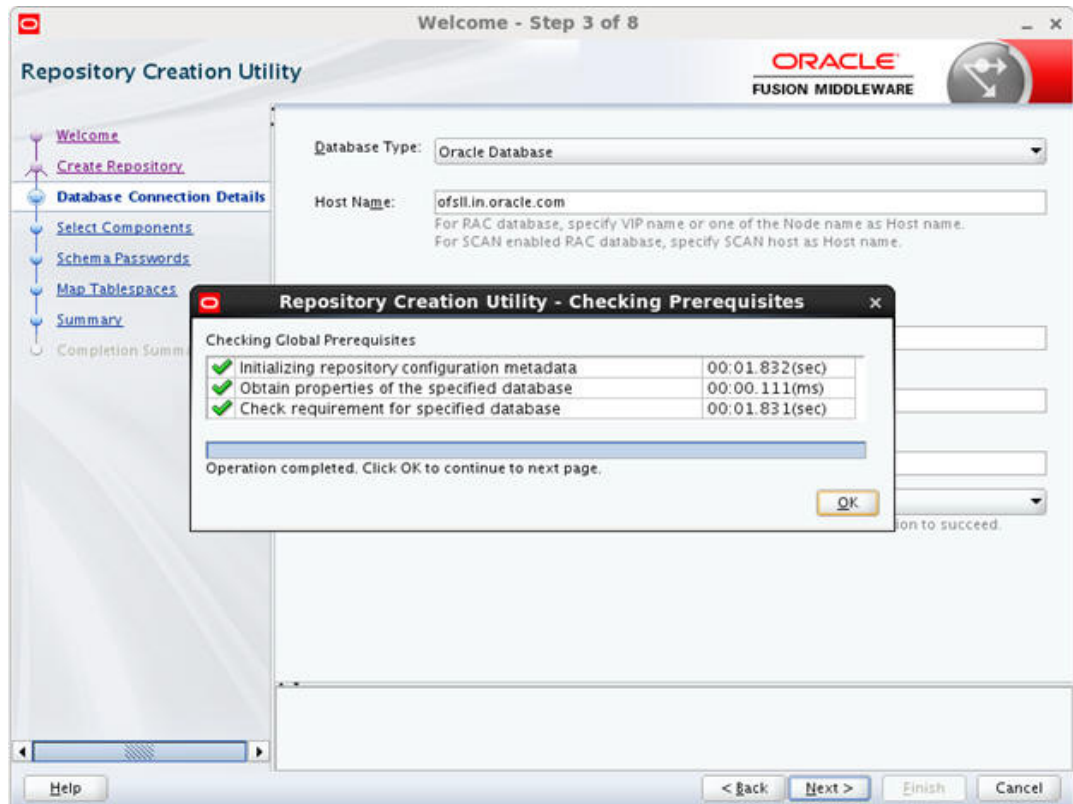 Welcome - Step 3 of 8
Repository Creation Utility
ORACLE
FUSION MIDDLEWARE
Welcome
Create Repository
Database Connection Details
Select Components
Schema Passwords
Map Tablespaces
Summary
Completion Summ
Database Type:
Oracle Database
Host Name:
ofsll.in.oracle.com
For RAC database, specify VIP name or one of the Node name as Host name.
For SCAN enabled RAC database, specify SCAN host as Host name.
Repository Creation Utility - Checking Prerequisites
Checking Global Prerequisites
Initializing repository configuration metadata 00:01.832(sec)
Obtain properties of the specified database 00:00.111(ms)
Check requirement for specified database 00:01.831(sec)
Operation completed. Click OK to continue to next page.
OK
ion to succeed.
Help
< Back
Next >
Finish
Cancel